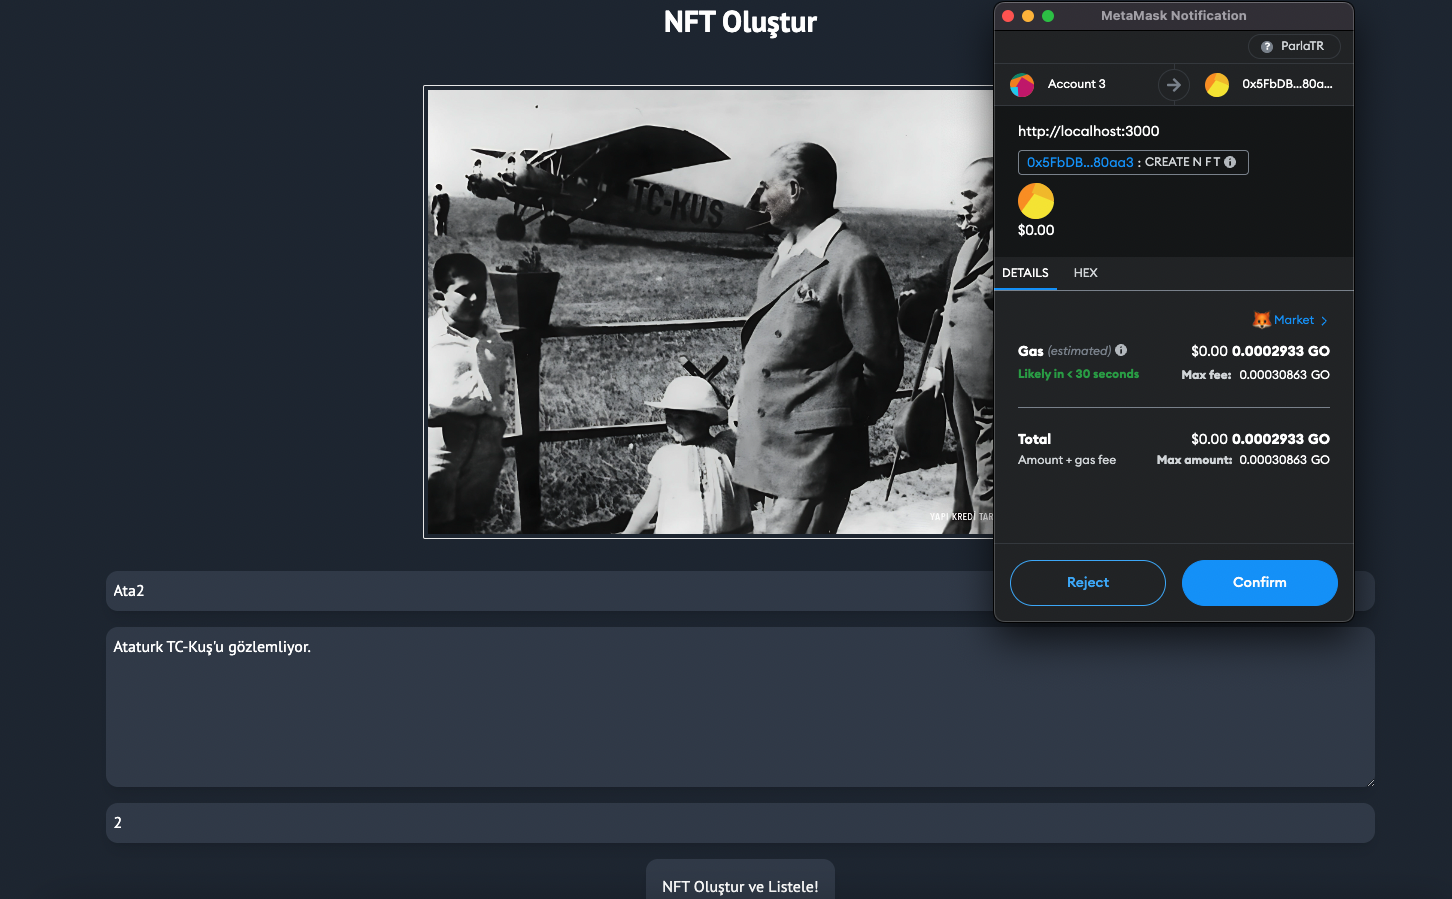 NFT Oluştur
TC-KUŞ
YAPI KREDİ TAR
Ata2
Ataturk TC-Kuş'u gözlemliyor.
2
NFT Oluştur ve Listele!
MetaMask Notification
ParlaTR
Account 3
0x5FbDB...80a...
http://localhost:3000
0x5FbDB...80aa3 : CREATE N F T
$0.00
DETAILS HEX
Market >
Gas (estimated) $0.00 0.0002933 GO
Likely in < 30 seconds Max fee: 0.00030863 GO
Total $0.00 0.0002933 GO
Amount + gas fee Max amount: 0.00030863 GO
Reject Confirm